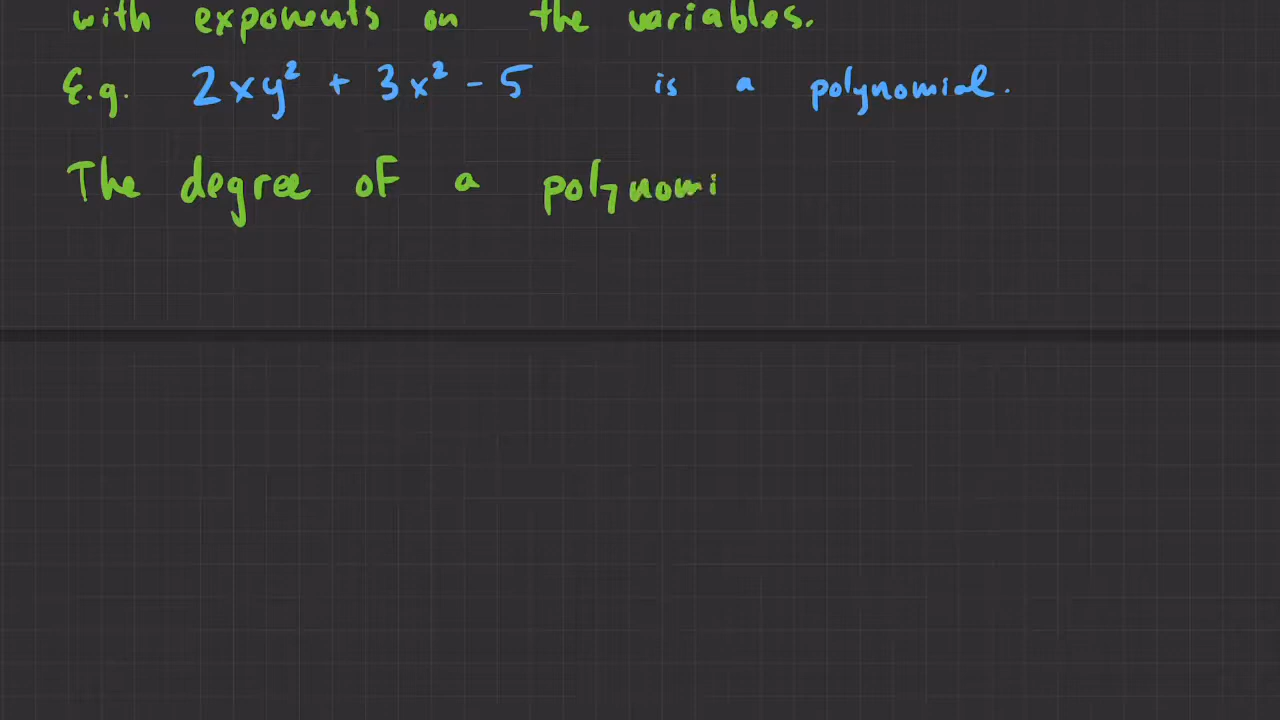 with exponents on the variables.
E.g. 2xy² + 3x² - 5 is a polynomial.
The degree of a polynomi